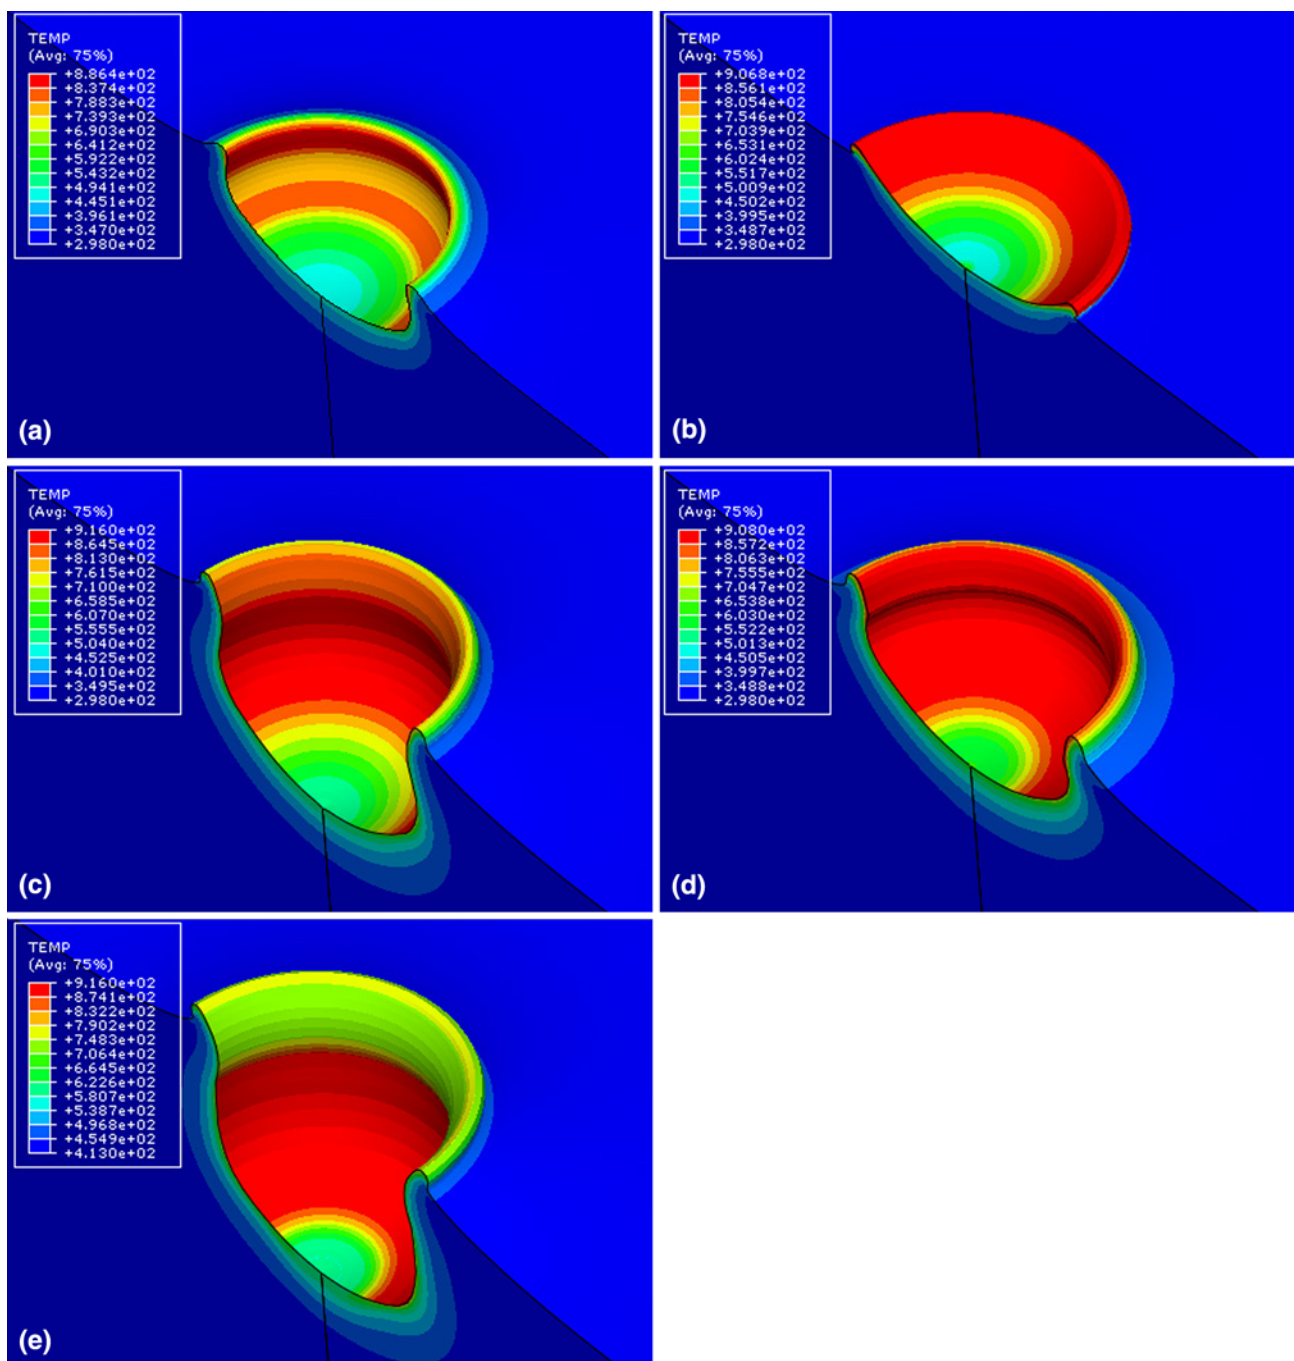 TEMP
(Avg: 75%)
+8.864e+02
+8.374e+02
+7.883e+02
+7.393e+02
+6.903e+02
+6.412e+02
+5.922e+02
+5.432e+02
+4.941e+02
+4.451e+02
+3.961e+02
+3.470e+02
+2.980e+02
(a)
TEMP
(Avg: 75%)
+9.068e+02
+8.561e+02
+8.054e+02
+7.546e+02
+7.039e+02
+6.531e+02
+6.024e+02
+5.517e+02
+5.009e+02
+4.502e+02
+3.995e+02
+3.487e+02
+2.980e+02
(b)
TEMP
(Avg: 75%)
+9.160e+02
+8.645e+02
+8.130e+02
+7.615e+02
+7.100e+02
+6.585e+02
+6.070e+02
+5.555e+02
+5.040e+02
+4.525e+02
+4.010e+02
+3.495e+02
+2.980e+02
(c)
TEMP
(Avg: 75%)
+9.080e+02
+8.572e+02
+8.063e+02
+7.555e+02
+7.047e+02
+6.538e+02
+6.030e+02
+5.522e+02
+5.013e+02
+4.505e+02
+3.997e+02
+3.488e+02
+2.980e+02
(d)
TEMP
(Avg: 75%)
+9.160e+02
+8.741e+02
+8.322e+02
+7.902e+02
+7.483e+02
+7.064e+02
+6.645e+02
+6.226e+02
+5.807e+02
+5.387e+02
+4.968e+02
+4.549e+02
+4.130e+02
(e)